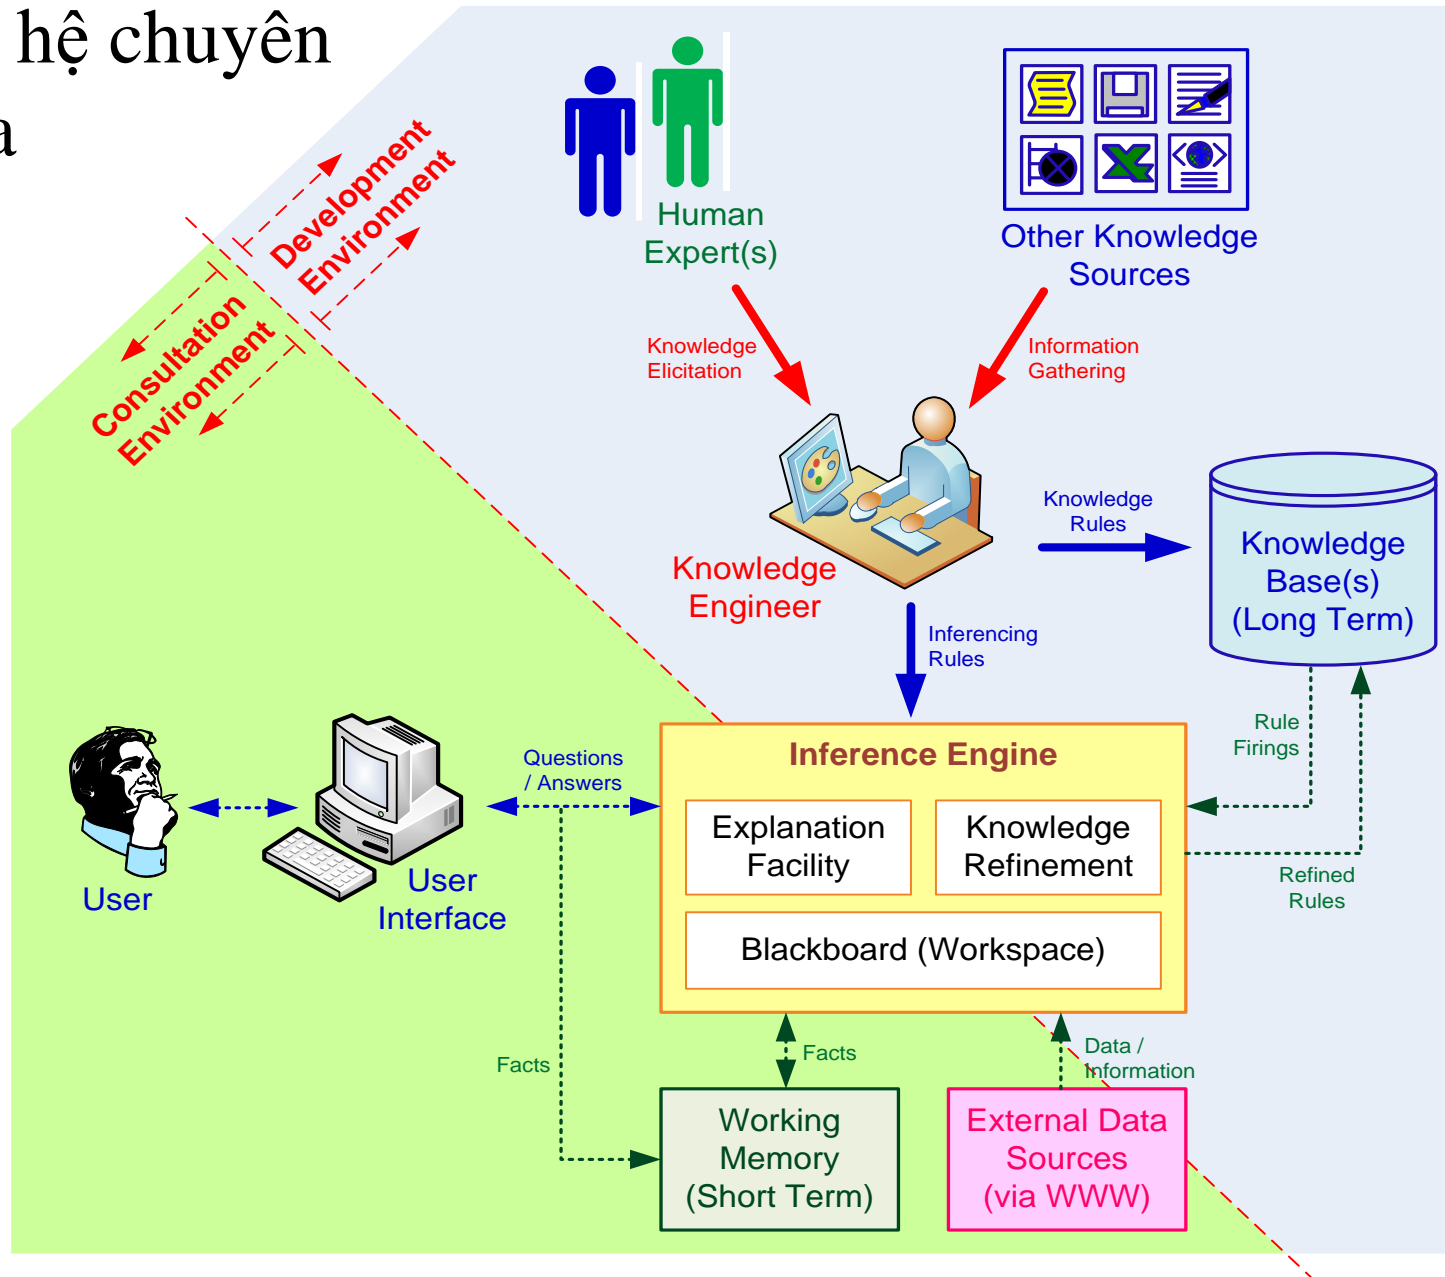 hệ chuyên
a
Development
Environment
Consultation
Environment
Human
Expert(s)
Other Knowledge
Sources
Knowledge
Elicitation
Information
Gathering
Knowledge
Engineer
Knowledge
Rules
Knowledge
Base(s)
(Long Term)
Inferencing
Rules
Rule
Firings
Refined
Rules
User
User
Interface
Questions
/ Answers
Inference Engine
Explanation
Facility
Knowledge
Refinement
Blackboard (Workspace)
Facts
Facts
Data /
Information
Working
Memory
(Short Term)
External Data
Sources
(via WWW)